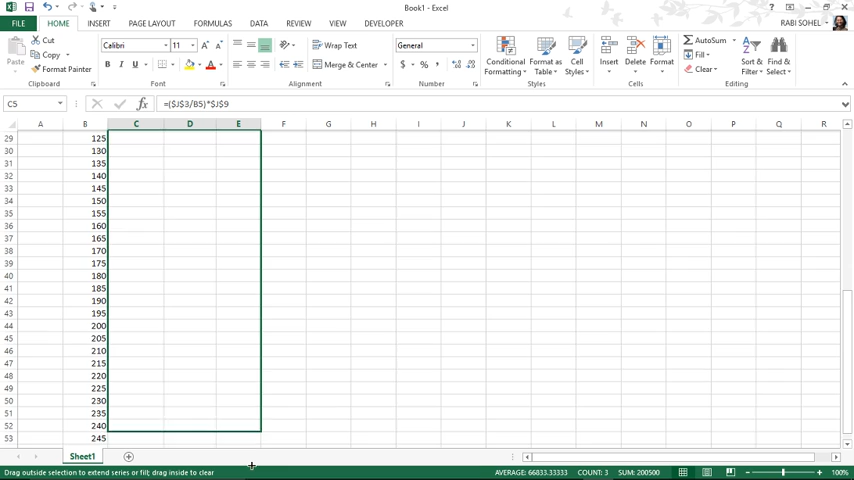 Book1 - Excel
FILE HOME INSERT PAGE LAYOUT FORMULAS DATA REVIEW VIEW DEVELOPER RABI SOHEL
Paste Cut Copy Format Painter
Clipboard
Calibri 11
B I U
Font
Wrap Text
Merge & Center
Alignment
General
$ % ,
Number
Conditional Formatting Format as Table Cell Styles
Styles
Insert Delete Format
Cells
AutoSum Fill Clear Sort & Filter Find & Select
Editing
C5 fx =($J$3/B5)*$J$9
A B C D E F G H I J K L M N O P Q R
29 125
30 130
31 135
32 140
33 145
34 150
35 155
36 160
37 165
38 170
39 175
40 180
41 185
42 190
43 195
44 200
45 205
46 210
47 215
48 220
49 225
50 230
51 235
52 240
53 245
Sheet1
Drag outside selection to extend series or fill; drag inside to clear AVERAGE: 66833.33333 COUNT: 3 SUM: 200500 100%